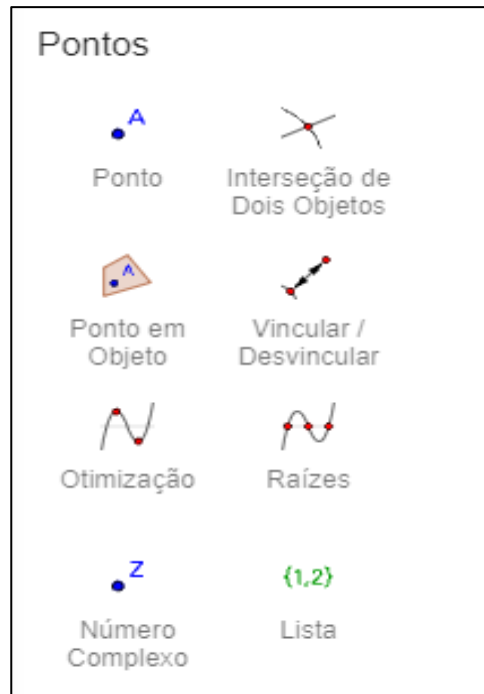 Pontos
A
Ponto
Interseção de
Dois Objetos
A
Ponto em
Objeto
Vincular /
Desvincular
Otimização
Raízes
Z
Número
Complexo
{1,2}
Lista